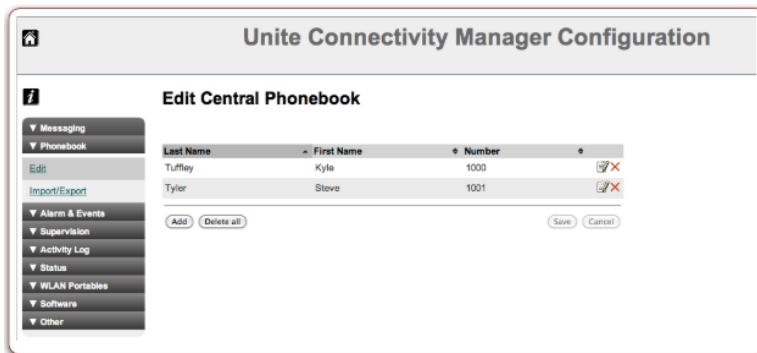 Unite Connectivity Manager Configuration
Edit Central Phonebook
Messaging
Phonebook
Edit
Import/Export
Alarm & Events
Supervision
Activity Log
Status
WLAN Portables
Software
Other
Last Name First Name Number
Tuffley Kyle 1000
Tyler Steve 1001
Add Delete all Save Cancel